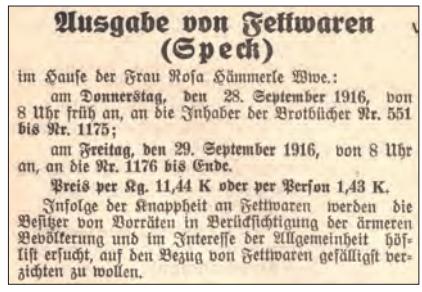 Ausgabe von Fettwaren
(Speck)
im Hause der Frau Rosa Hämmerle Wwe.:
am Donnerstag, den 28. September 1916, von
8 Uhr früh an, an die Inhaber der Brotbücher Nr. 551
bis Nr. 1175;
am Freitag, den 29. September 1916, von 8 Uhr
an, an die Nr. 1176 bis Ende.
Preis per Kg. 11,44 K oder per Person 1,43 K.
Infolge der Knappheit an Fettwaren werden die
Besitzer von Vorräten in Berücksichtigung der ärmeren
Bevölkerung und im Interesse der Allgemeinheit höf-
list ersucht, auf den Bezug von Fettwaren gefälligst ver-
zichten zu wollen.